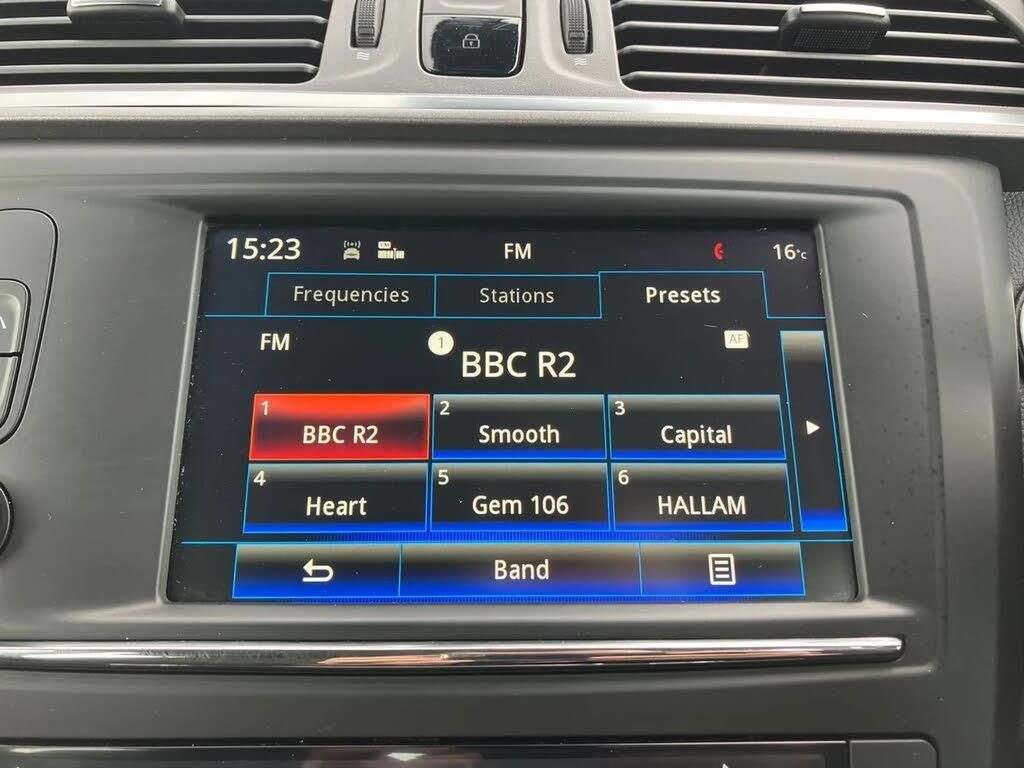 15:23 FM 16°C
Frequencies Stations Presets
FM 1 AF
BBC R2
1 BBC R2
2 Smooth
3 Capital
4 Heart
5 Gem 106
6 HALLAM
Band